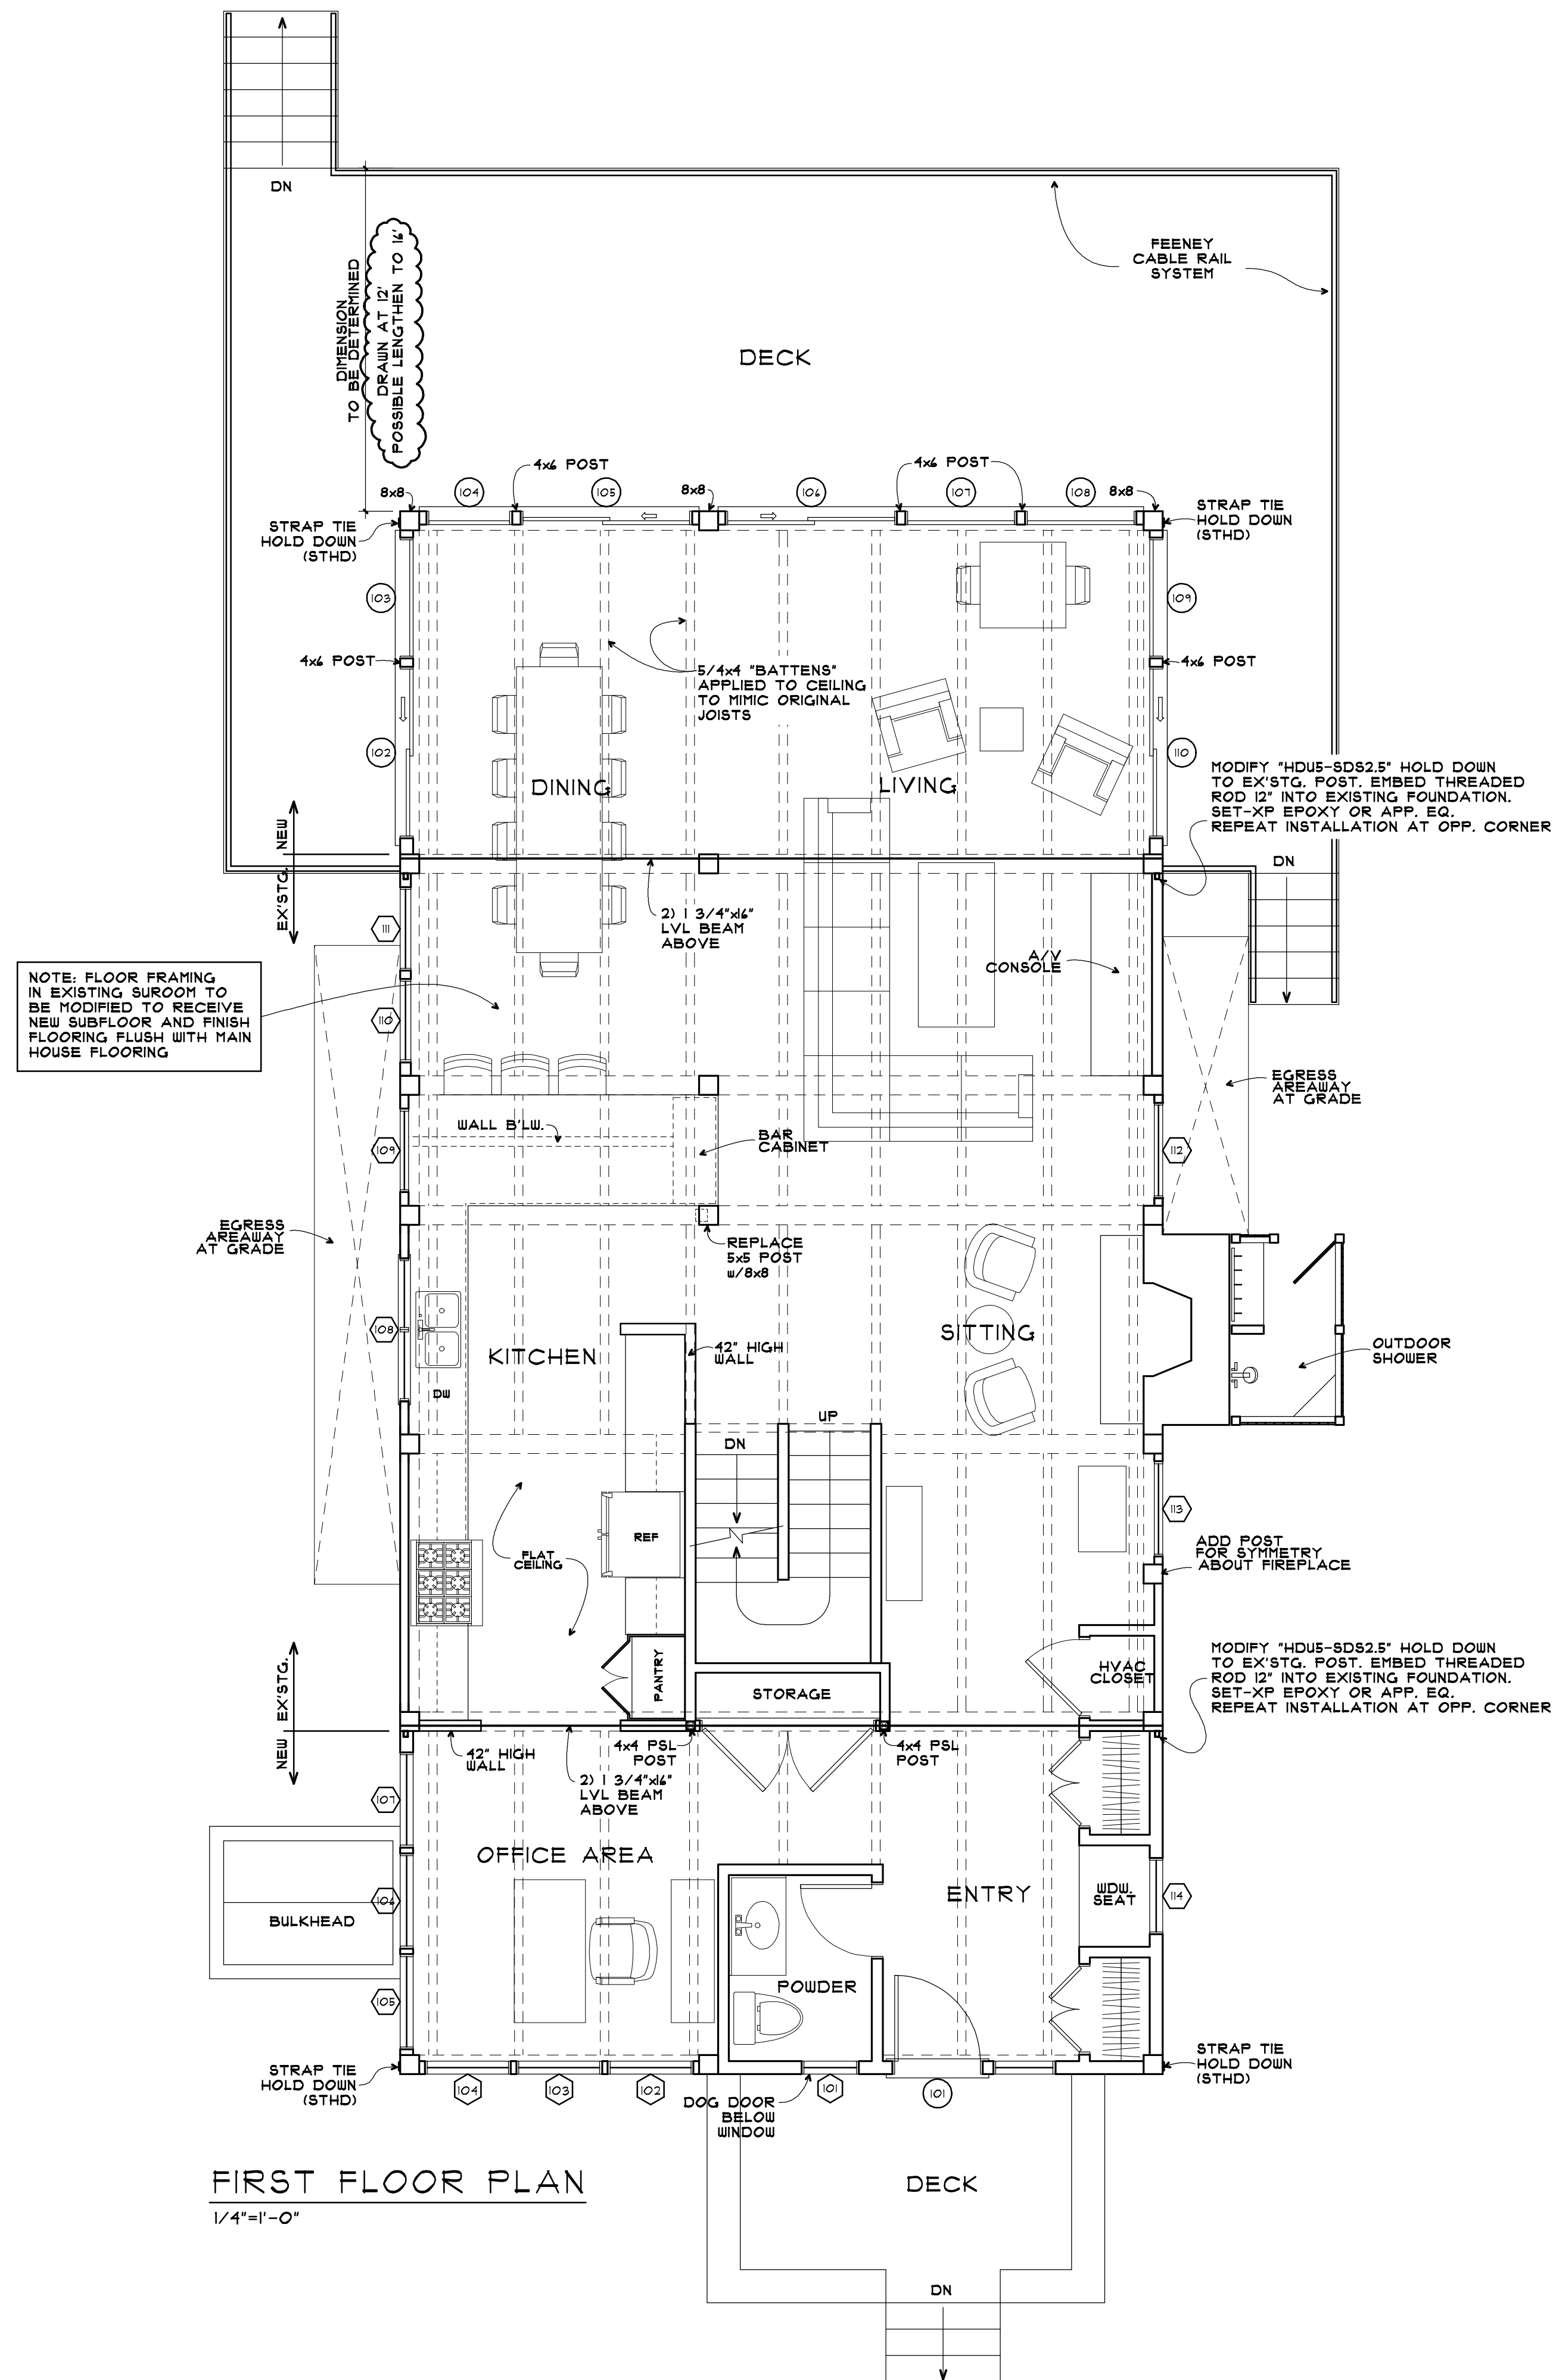 DN
DIMENSION
TO BE DETERMINED
DRAWN AT 12'
POSSIBLE LENGTHEN TO 16'
FEENEY
CABLE RAIL
SYSTEM
DECK
4x6 POST
4x6 POST
8x8
104
105
8x8
106
107
108
8x8
STRAP TIE
HOLD DOWN
(STHD)
STRAP TIE
HOLD DOWN
(STHD)
103
109
4x6 POST
4x6 POST
5/4x4 "BATTENS"
APPLIED TO CEILING
TO MIMIC ORIGINAL
JOISTS
102
110
DINING
LIVING
MODIFY "HDU5-SDS2.5" HOLD DOWN
TO EX'STG. POST. EMBED THREADED
ROD 12" INTO EXISTING FOUNDATION.
SET-XP EPOXY OR APP. EQ.
REPEAT INSTALLATION AT OPP. CORNER
NEW
EX'STG.
DN
2) 1 3/4"x16"
LVL BEAM
ABOVE
111
A/V
CONSOLE
NOTE: FLOOR FRAMING
IN EXISTING SUROOM TO
BE MODIFIED TO RECEIVE
NEW SUBFLOOR AND FINISH
FLOORING FLUSH WITH MAIN
HOUSE FLOORING
110
EGRESS
AREAWAY
AT GRADE
WALL B'LW.
BAR
CABINET
109
112
EGRESS
AREAWAY
AT GRADE
REPLACE
5x5 POST
w/8x8
108
KITCHEN
42" HIGH
WALL
SITTING
OUTDOOR
SHOWER
DW
UP
DN
113
REF
FLAT
CEILING
ADD POST
FOR SYMMETRY
ABOUT FIREPLACE
PANTRY
STORAGE
HVAC
CLOSET
MODIFY "HDU5-SDS2.5" HOLD DOWN
TO EX'STG. POST. EMBED THREADED
ROD 12" INTO EXISTING FOUNDATION.
SET-XP EPOXY OR APP. EQ.
REPEAT INSTALLATION AT OPP. CORNER
EX'STG.
NEW
42" HIGH
WALL
4x4 PSL
POST
4x4 PSL
POST
2) 1 3/4"x16"
LVL BEAM
ABOVE
107
OFFICE AREA
ENTRY
WDW.
SEAT
106
114
BULKHEAD
POWDER
105
STRAP TIE
HOLD DOWN
(STHD)
STRAP TIE
HOLD DOWN
(STHD)
104
103
102
101
101
DOG DOOR
BELOW
WINDOW
FIRST FLOOR PLAN
1/4"=1'-0"
DECK
DN